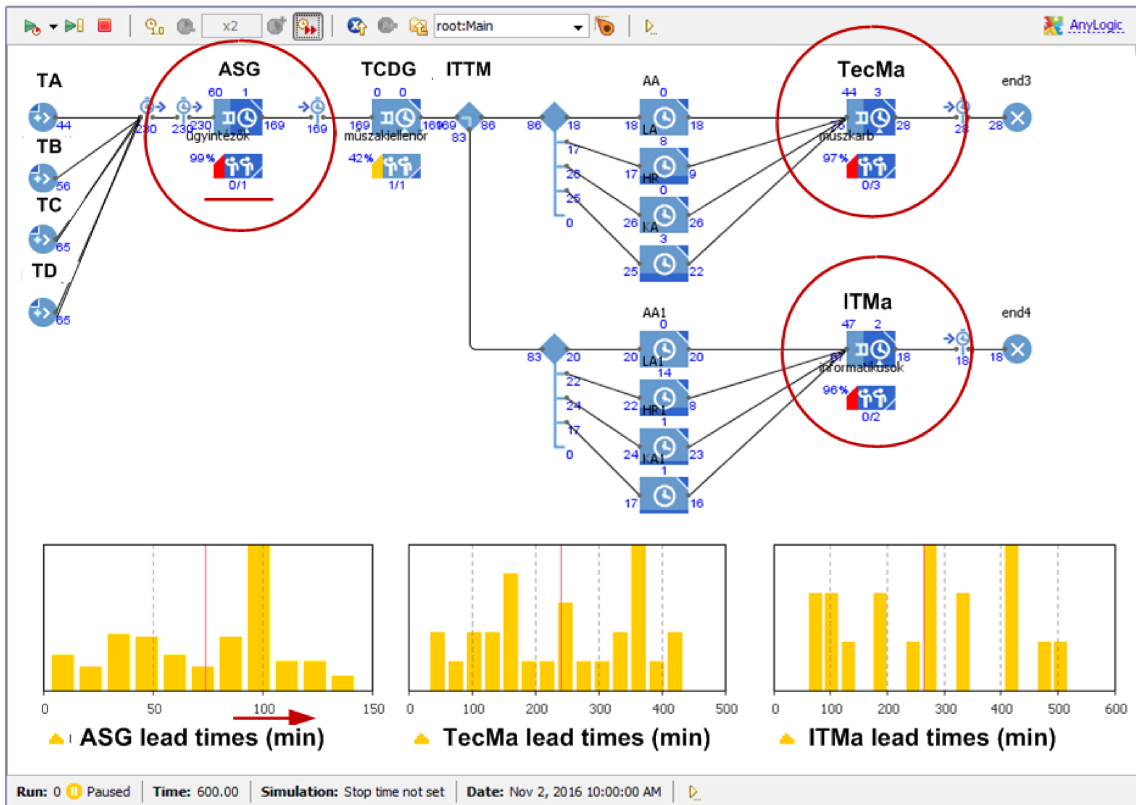 x2 root:Main AnyLogic
ASG TCDG ITTM TecMa
TA AA end3
60 1 0 0 0 44 3
44 230 230 230 169 169 169 169 86 86 18 18 18 28 28 28
ügyintézők műszakiellenőr 83 LA műszkarb
TB 99% 42% 17 8 97%
56 0/1 1/1 26 17 HR 9 0/3
TC 25 0
65 0 26 KA 26
TD 3
65 25 22
ITMa
AA1 47 2 end4
0
83 20 20 20 67 18 18 18
LA1 informatikusok
22 14 96%
24 22 HR1 8 0/2
17 1
0 24 KA1 23
1
17 16
0 50 100 150
0 100 200 300 400 500
0 100 200 300 400 500 600
ASG lead times (min)
TecMa lead times (min)
ITMa lead times (min)
Run: 0 Paused Time: 600.00 Simulation: Stop time not set Date: Nov 2, 2016 10:00:00 AM